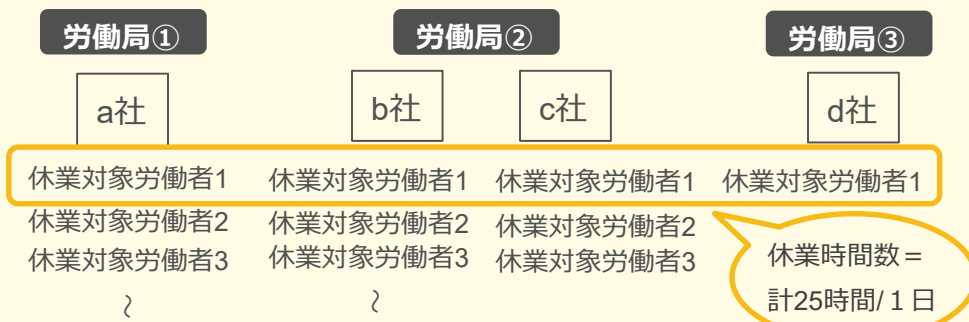 労働局① 労働局② 労働局③
a社 b社 c社 d社
休業対象労働者1 休業対象労働者1 休業対象労働者1 休業対象労働者1
休業対象労働者2 休業対象労働者2 休業対象労働者2
休業対象労働者3 休業対象労働者3 休業対象労働者3
～ ～
休業時間数＝
計25時間/１日